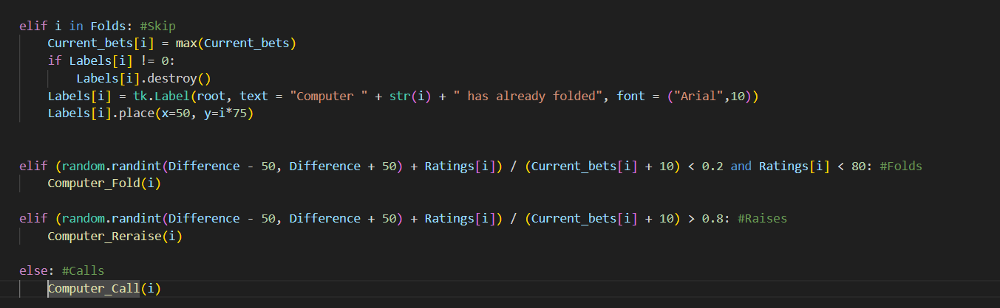 elif i in Folds: #Skip
    Current_bets[i] = max(Current_bets)
    if Labels[i] != 0:
        Labels[i].destroy()
    Labels[i] = tk.Label(root, text = "Computer " + str(i) + " has already folded", font = ("Arial",10))
    Labels[i].place(x=50, y=i*75)
elif (random.randint(Difference - 50, Difference + 50) + Ratings[i]) / (Current_bets[i] + 10) < 0.2 and Ratings[i] < 80: #Folds
    Computer_Fold(i)
elif (random.randint(Difference - 50, Difference + 50) + Ratings[i]) / (Current_bets[i] + 10) > 0.8: #Raises
    Computer_Reraise(i)
else: #Calls
    Computer_Call(i)